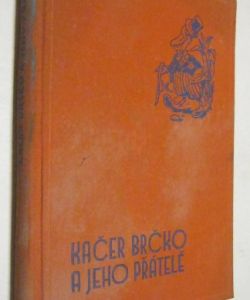 KAČER BRČKO
A JEHO PŘÁTELÉ